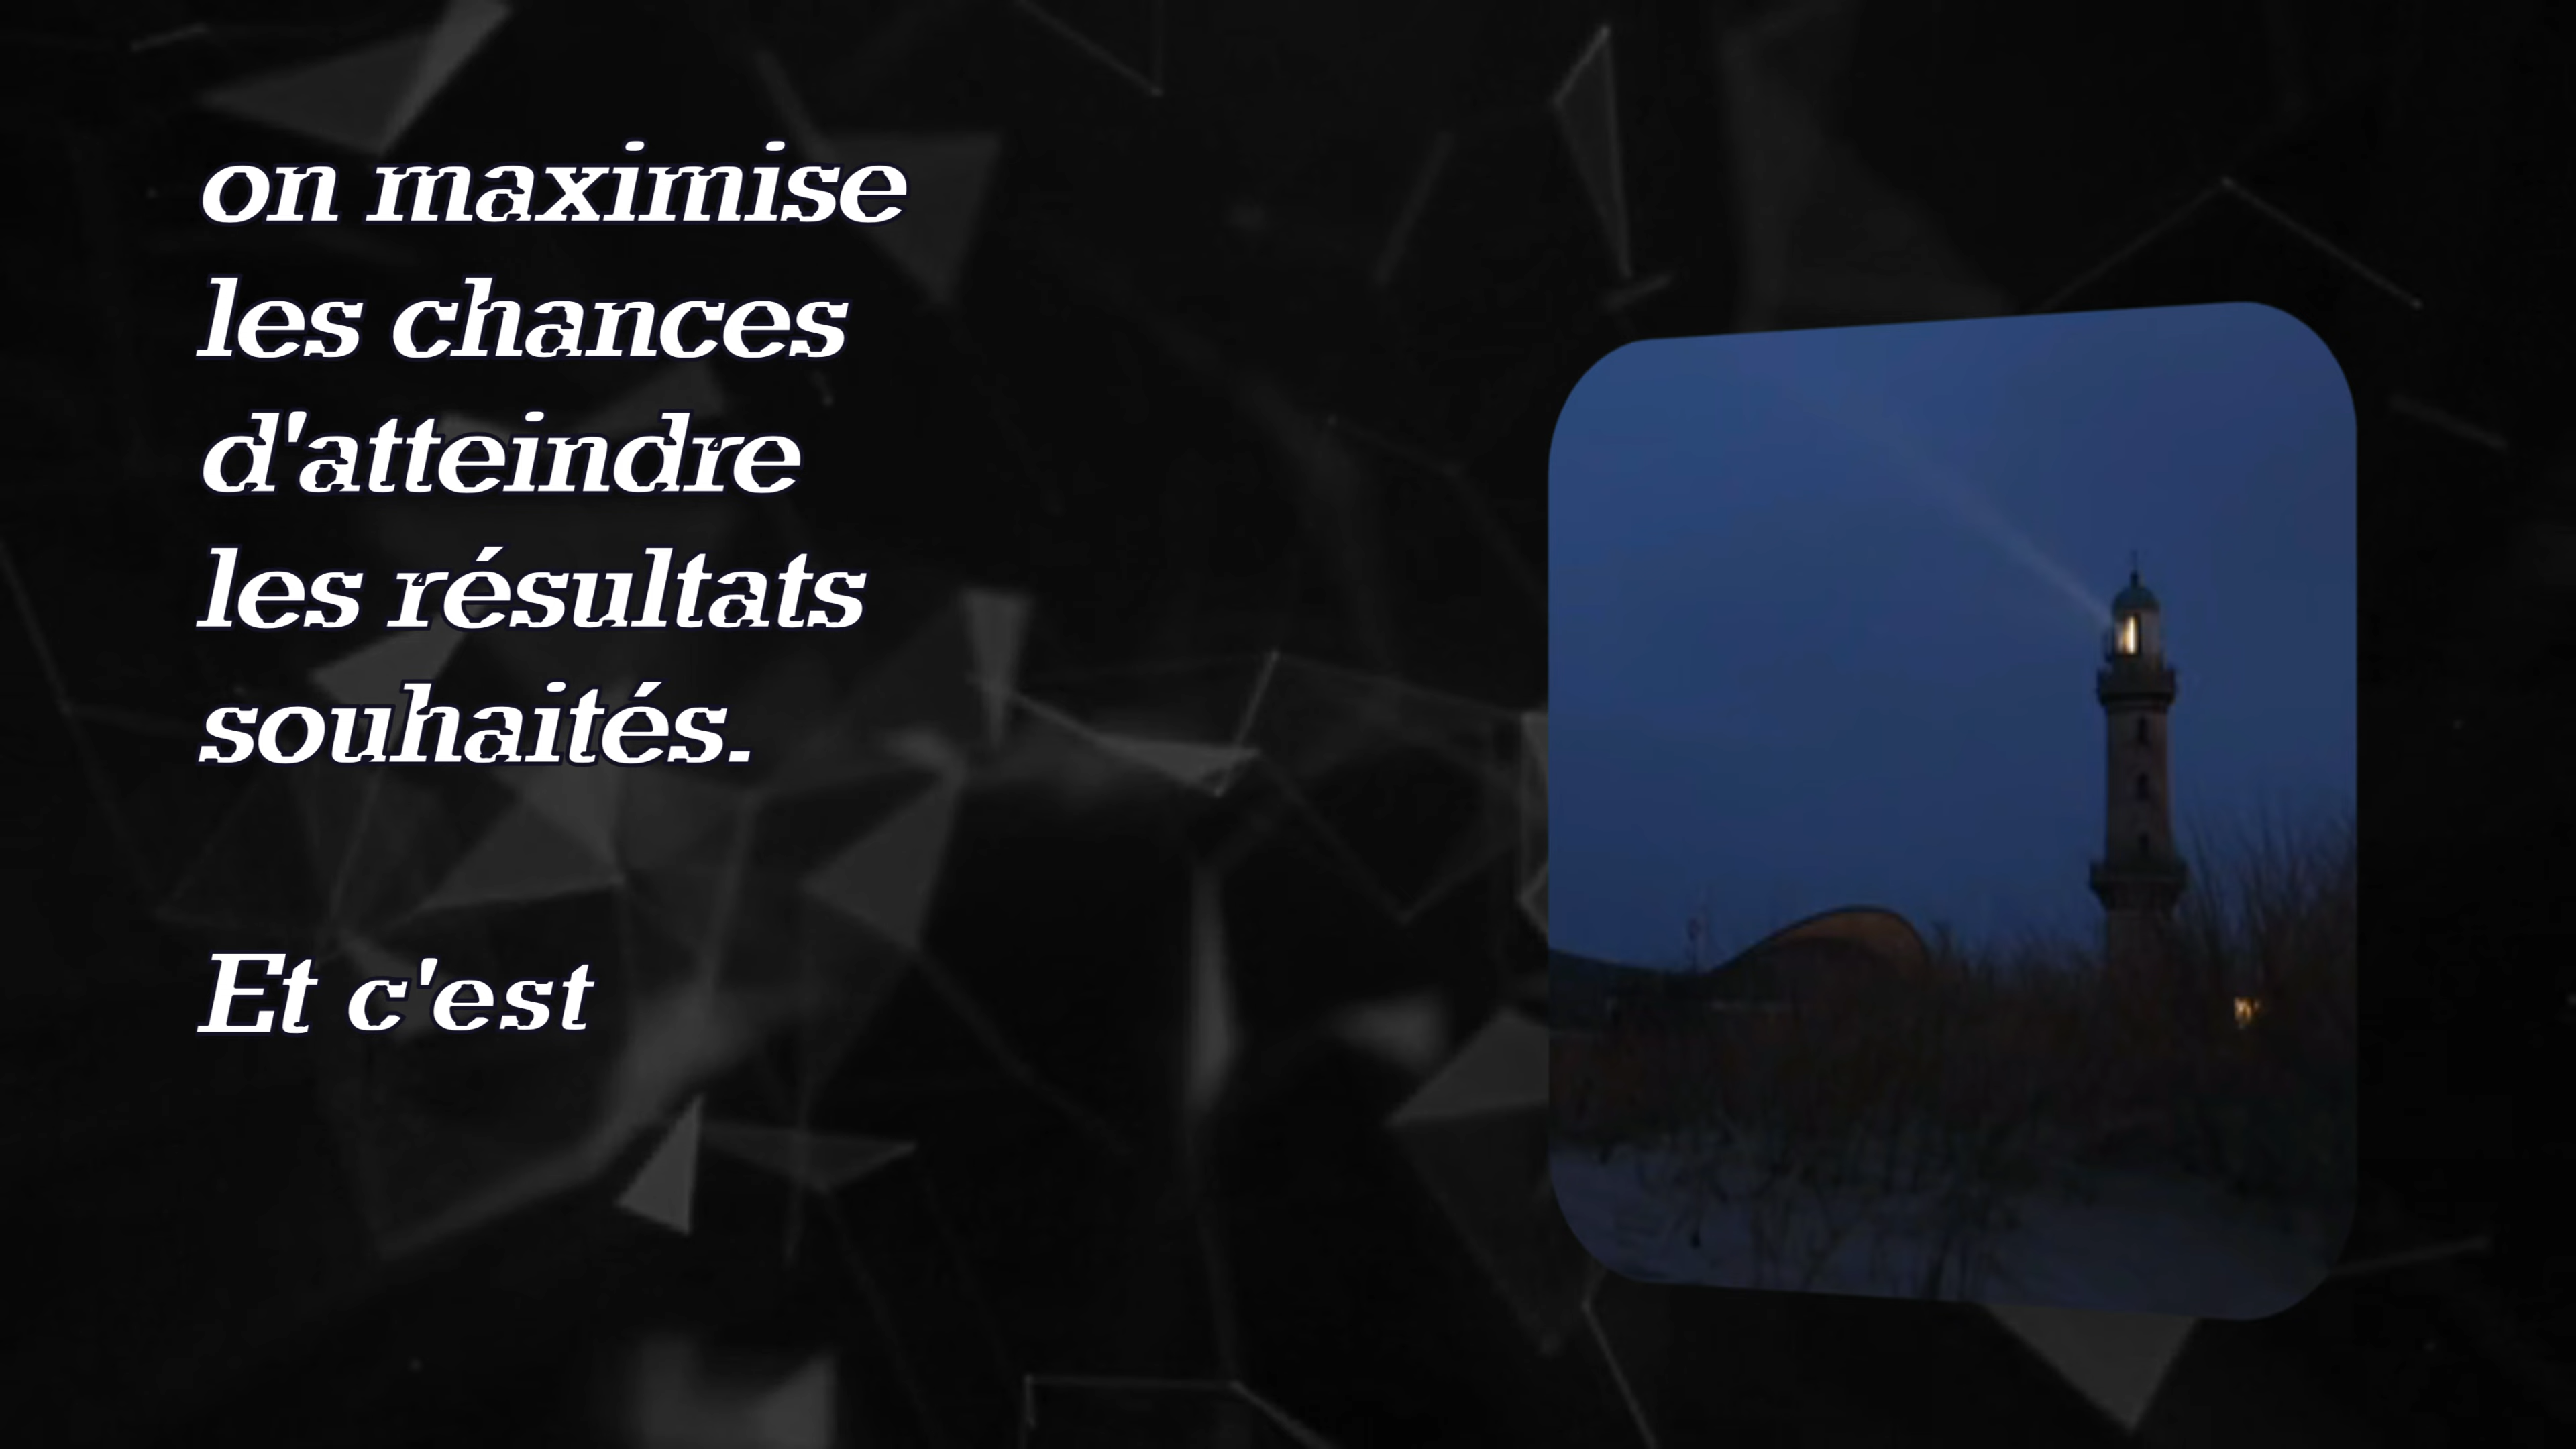 on maximise
les chances
d'atteindre
les résultats
souhaités.
Et c'est